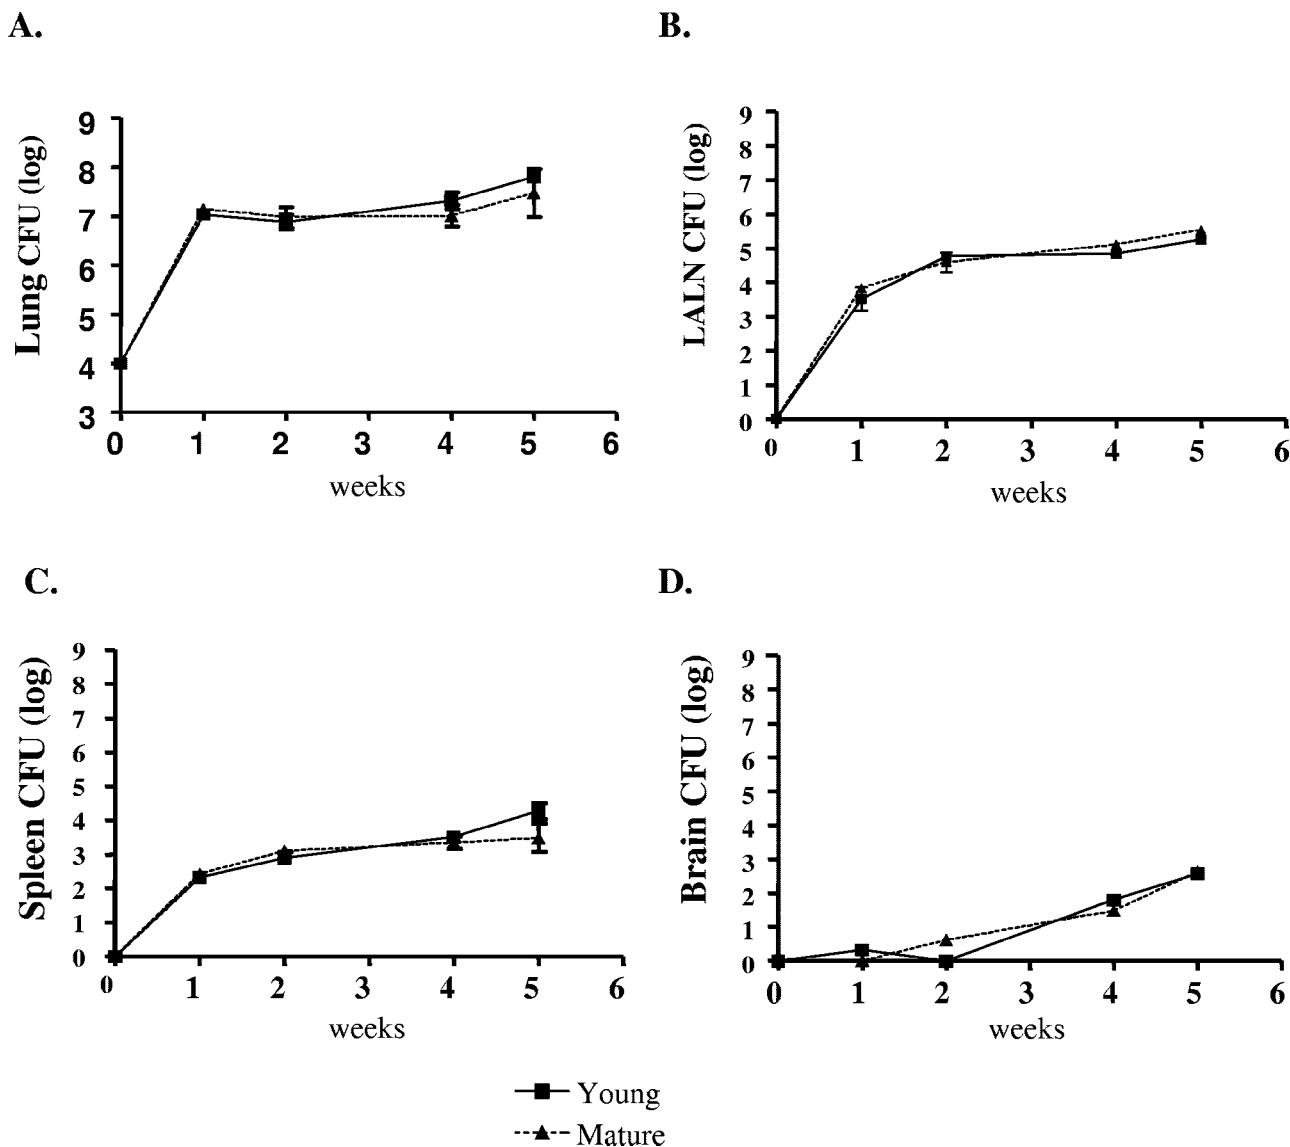 A.
Lung CFU (log)
9
8
7
6
5
4
3
0 1 2 3 4 5 6
weeks
B.
LALN CFU (log)
9
8
7
6
5
4
3
2
1
0
0 1 2 3 4 5 6
weeks
C.
Spleen CFU (log)
9
8
7
6
5
4
3
2
1
0
0 1 2 3 4 5 6
weeks
D.
Brain CFU (log)
9
8
7
6
5
4
3
2
1
0
0 1 2 3 4 5 6
weeks
Young
Mature